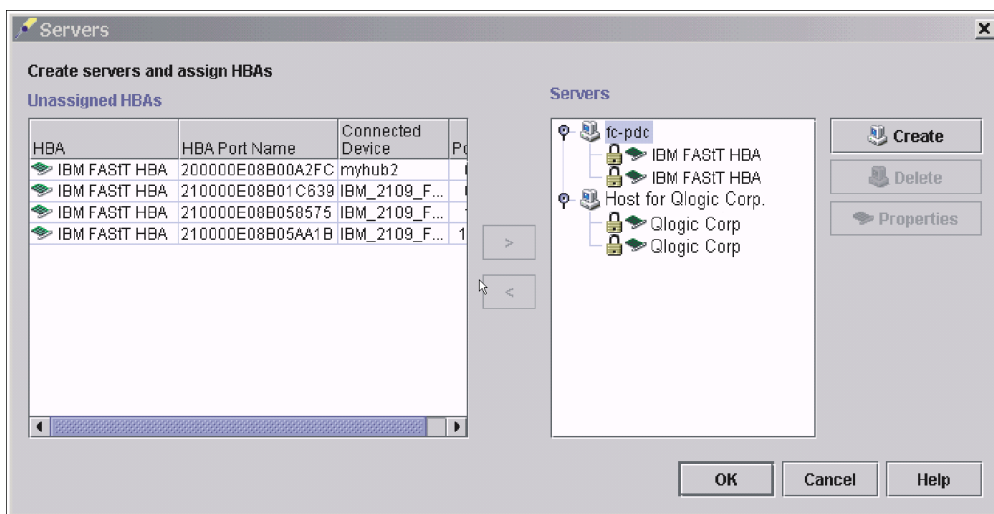 Servers
Create servers and assign HBAs
Unassigned HBAs
Servers
HBA HBA Port Name Connected Device
IBM FAStT HBA 200000E08B00A2FC myhub2
IBM FAStT HBA 210000E08B01C639 IBM_2109_F...
IBM FAStT HBA 210000E08B058575 IBM_2109_F...
IBM FAStT HBA 210000E08B05AA1B IBM_2109_F... 1
>
<
fc-pdc
IBM FAStT HBA
IBM FAStT HBA
Host for Qlogic Corp.
Qlogic Corp
Qlogic Corp
Create
Delete
Properties
OK Cancel Help